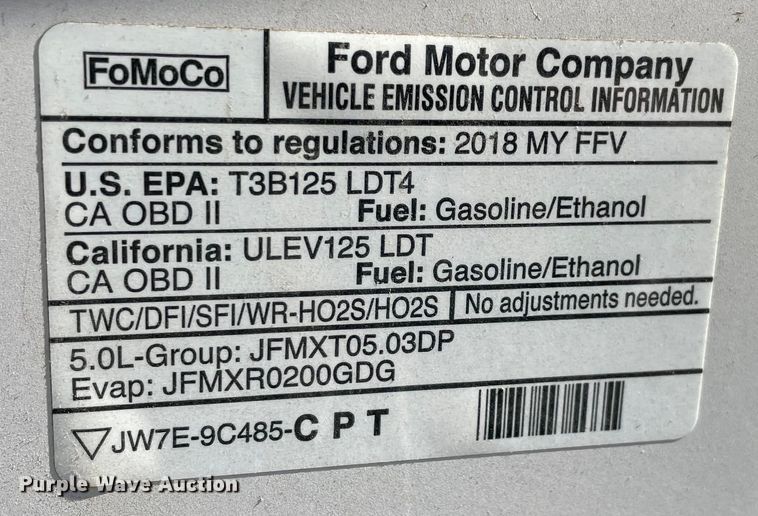 FoMoCo
Ford Motor Company
VEHICLE EMISSION CONTROL INFORMATION
Conforms to regulations: 2018 MY FFV
U.S. EPA: T3B125 LDT4
CA OBD II Fuel: Gasoline/Ethanol
California: ULEV125 LDT
CA OBD II Fuel: Gasoline/Ethanol
TWC/DFI/SFI/WR-HO2S/HO2S No adjustments needed.
5.0L-Group: JFMXT05.03DP
Evap: JFMXR0200GDG
JW7E-9C485-C P T
Purple Wave Auction